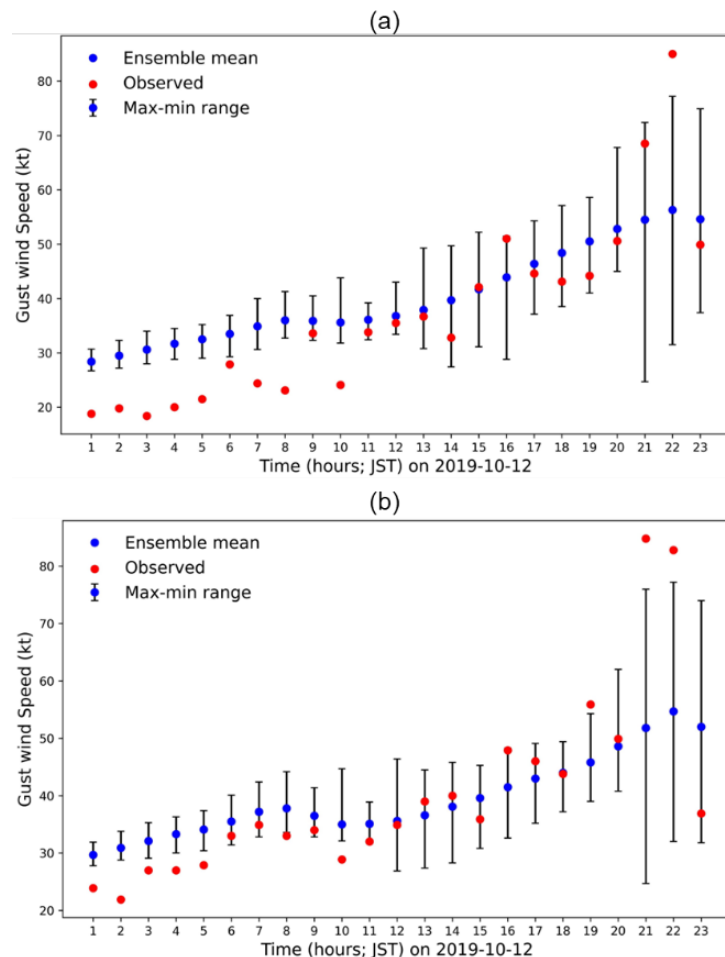 (a)
Ensemble mean
Observed
Max-min range
80
70
60
50
40
30
20
Gust wind Speed (kt)
1 2 3 4 5 6 7 8 9 10 11 12 13 14 15 16 17 18 19 20 21 22 23
Time (hours; JST) on 2019-10-12
(b)
Ensemble mean
Observed
Max-min range
80
70
60
50
40
30
20
Gust wind Speed (kt)
1 2 3 4 5 6 7 8 9 10 11 12 13 14 15 16 17 18 19 20 21 22 23
Time (hours; JST) on 2019-10-12